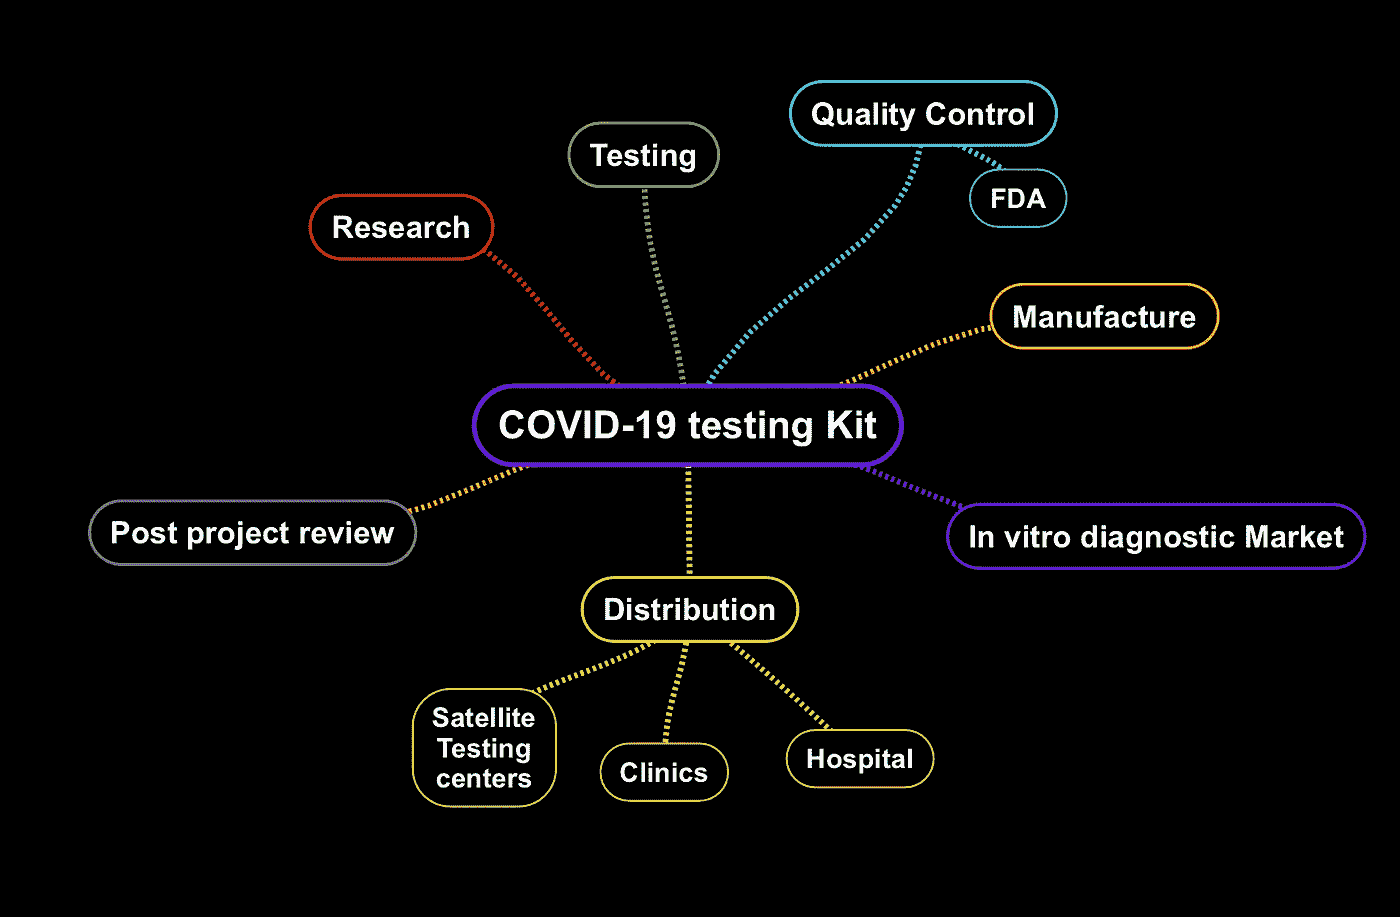 Quality Control
Testing
FDA
Research
Manufacture
COVID-19 testing Kit
Post project review
In vitro diagnostic Market
Distribution
Satellite
Testing
centers
Clinics
Hospital